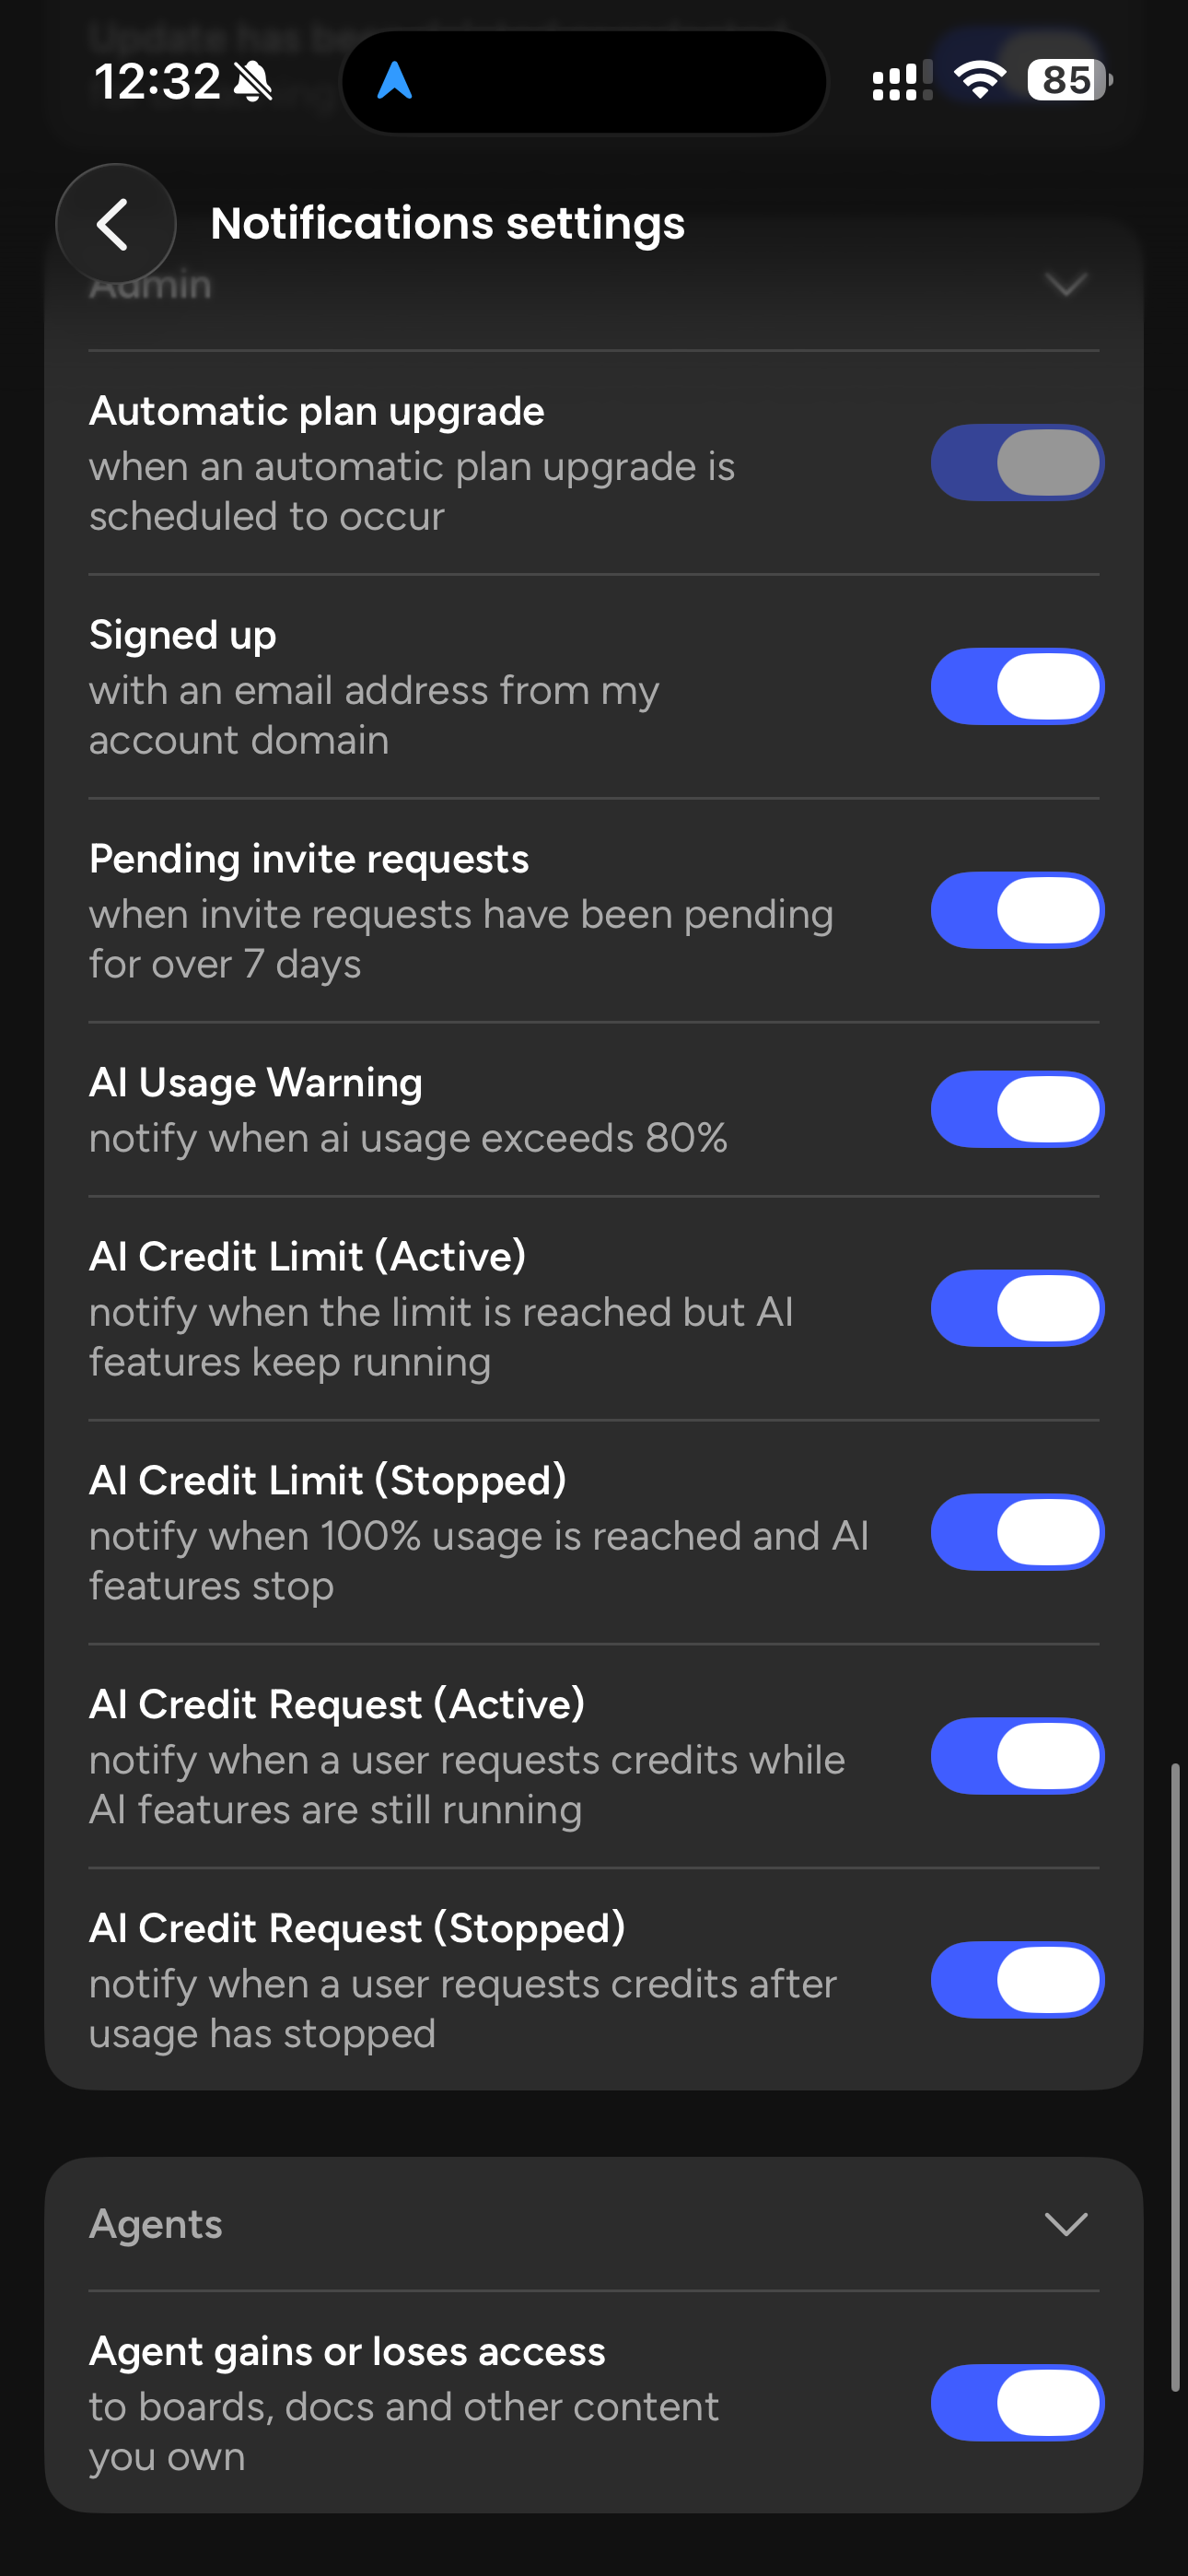 Update has been
12:32
85
Notifications settings
Admin
Automatic plan upgrade
when an automatic plan upgrade is
scheduled to occur
Signed up
with an email address from my
account domain
Pending invite requests
when invite requests have been pending
for over 7 days
AI Usage Warning
notify when ai usage exceeds 80%
AI Credit Limit (Active)
notify when the limit is reached but AI
features keep running
AI Credit Limit (Stopped)
notify when 100% usage is reached and AI
features stop
AI Credit Request (Active)
notify when a user requests credits while
AI features are still running
AI Credit Request (Stopped)
notify when a user requests credits after
usage has stopped
Agents
Agent gains or loses access
to boards, docs and other content
you own